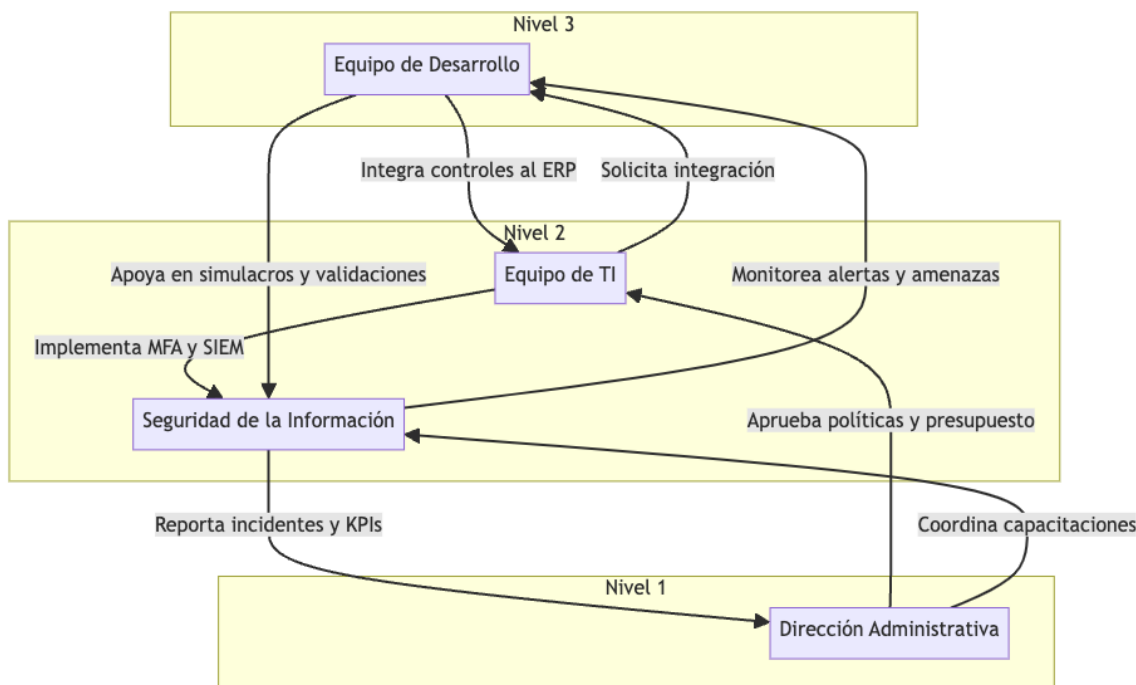 Nivel 3
Equipo de Desarrollo
Integra controles al ERP
Solicita integración
Nivel 2
Equipo de TI
Apoya en simulacros y validaciones
Monitorea alertas y amenazas
Implementa MFA y SIEM
Seguridad de la Información
Aprueba políticas y presupuesto
Reporta incidentes y KPIs
Coordina capacitaciones
Nivel 1
Dirección Administrativa